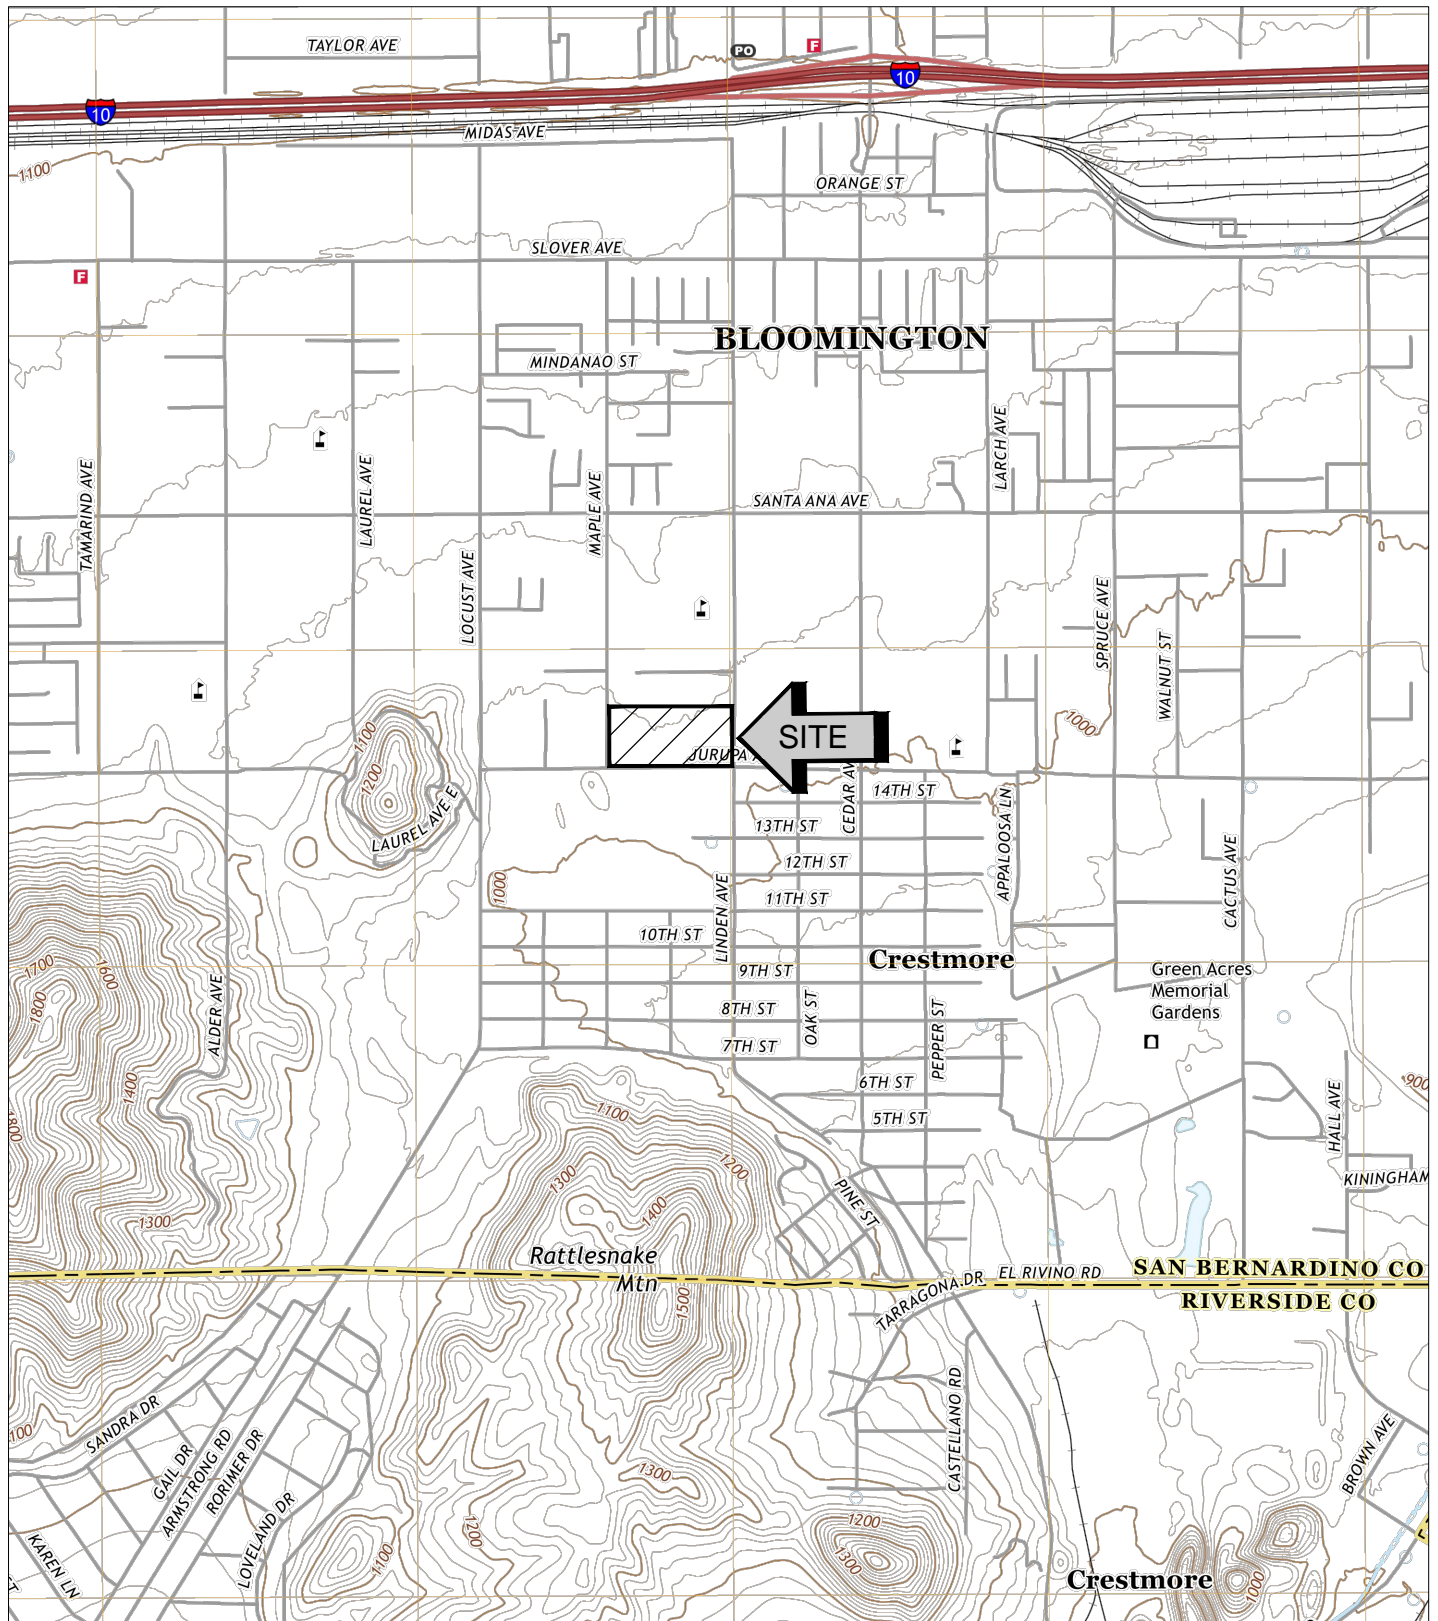 TAYLOR AVE
PO
F
10
10
MIDAS AVE
1100
ORANGE ST
SLOVER AVE
F
BLOOMINGTON
MINDANAO ST
LARCH AVE
TAMARIND AVE
LAUREL AVE
MAPLE AVE
SANTA ANA AVE
LOCUST AVE
SPRUCE AVE
WALNUT ST
1100
1000
SITE
JURUPA A
1200
CEDAR AV
14TH ST
LAUREL AVE E
13TH ST
APPALOOSA LN
12TH ST
1000
11TH ST
CACTUS AVE
LINDEN AVE
10TH ST
Crestmore
1700
1600
9TH ST
Green Acres
Memorial
Gardens
1800
ALDER AVE
8TH ST
OAK ST
PEPPER ST
7TH ST
1400
6TH ST
900
1100
5TH ST
HALL AVE
1800
1200
1300
KININGHAM
PINE ST
1400
1300
Rattlesnake
Mtn
EL RIVINO RD
SAN BERNARDINO CO
RIVERSIDE CO
TARRAGONA DR
1500
CASTELLANO RD
SANDRA DR
100
GAIL DR
ARMSTRONG RD
RORIMER DR
BROWN AVE
1300
LOVELAND DR
1200
1200
1100
1300
KAREN LN
ST
Crestmore
1000